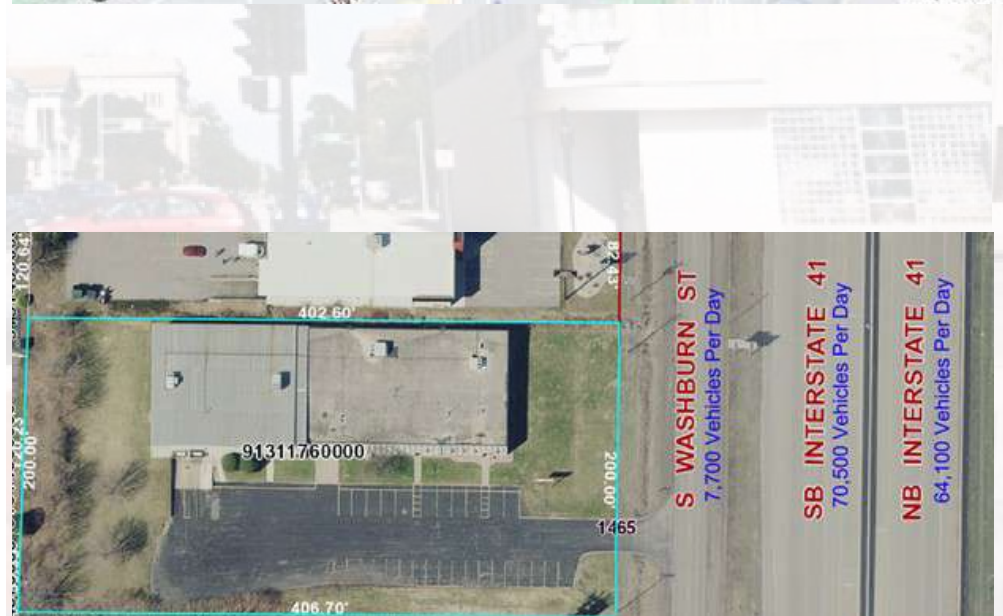 120.64'
82.43'
402.60'
S WASHBURN ST
7,700 Vehicles Per Day
SB INTERSTATE 41
70,500 Vehicles Per Day
NB INTERSTATE 41
64,100 Vehicles Per Day
91311760000
200.00'
200.00'
1465
406.70'